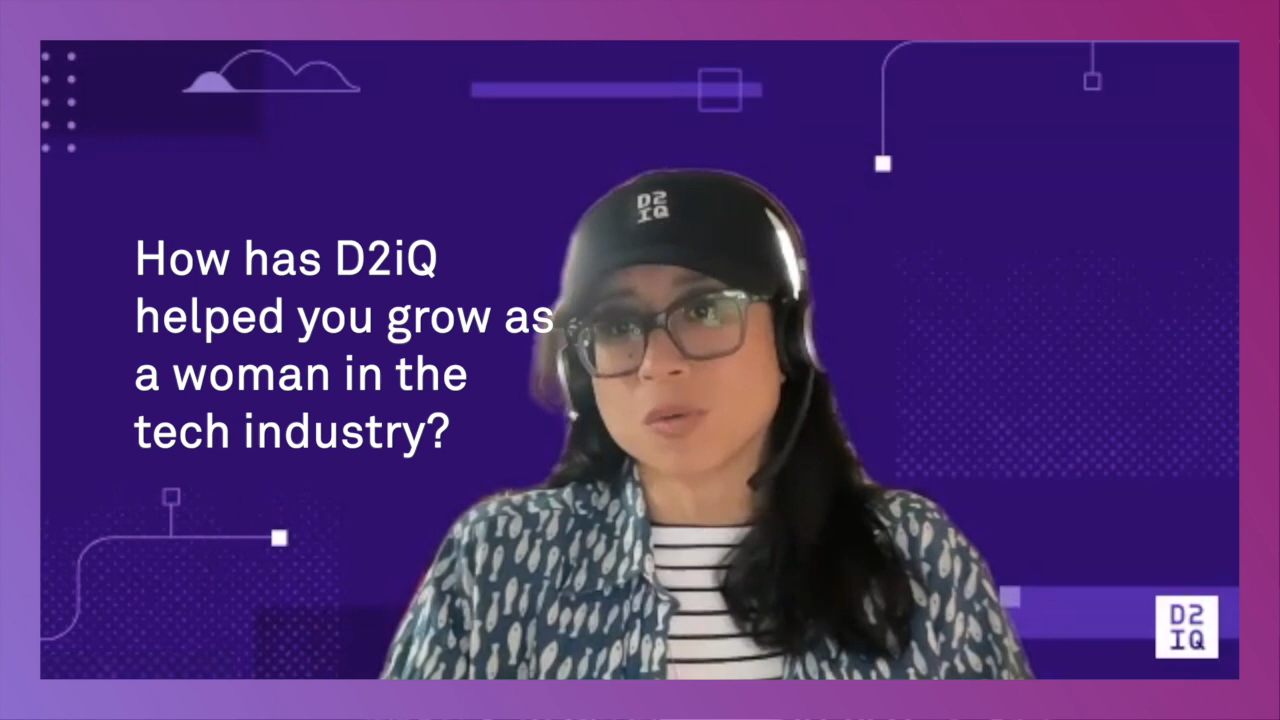 How has D2iQ
helped you grow as
a woman in the
tech industry?
D2
IQ
D2
IQ